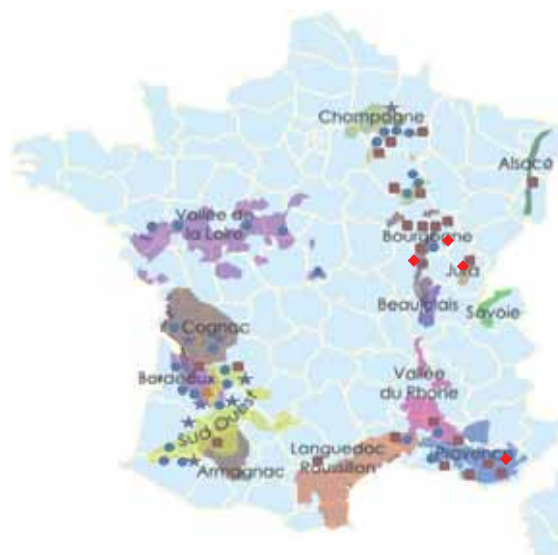 Champagne
Alsace
Vallée de
la Loire
Bourgogne
Jura
Beaujolais
Savoie
Cognac
Bordeaux
Vallée
du Rhone
Sud Ouest
Languedoc
Roussillon
Armagnac
Provence